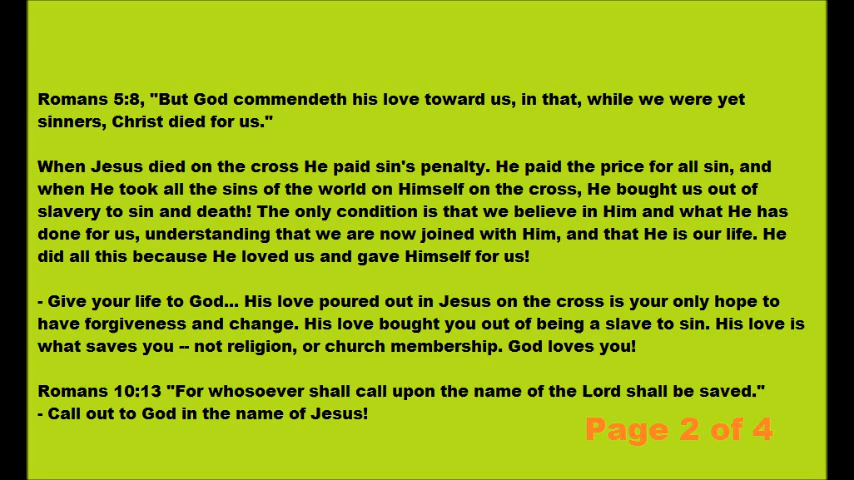 Romans 5:8, "But God commendeth his love toward us, in that, while we were yet
sinners, Christ died for us."
When Jesus died on the cross He paid sin's penalty. He paid the price for all sin, and
when He took all the sins of the world on Himself on the cross, He bought us out of
slavery to sin and death! The only condition is that we believe in Him and what He has
done for us, understanding that we are now joined with Him, and that He is our life. He
did all this because He loved us and gave Himself for us!
- Give your life to God... His love poured out in Jesus on the cross is your only hope to
have forgiveness and change. His love bought you out of being a slave to sin. His love is
what saves you -- not religion, or church membership. God loves you!
Romans 10:13 "For whosoever shall call upon the name of the Lord shall be saved."
- Call out to God in the name of Jesus!
Page 2 of 4